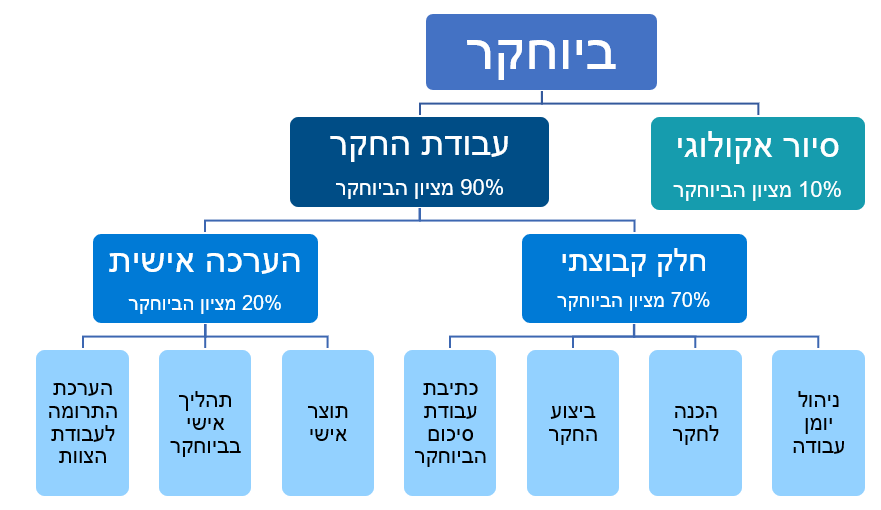 ביוחקר
סיור אקולוגי
10% מציון הביוחקר
עבודת החקר
90% מציון הביוחקר
חלק קבוצתי
70% מציון הביוחקר
הערכה אישית
20% מציון הביוחקר
ניהול
יומן
עבודה
הכנה
לחקר
ביצוע
החקר
כתיבת
עבודת
סיכום
הביוחקר
תוצר
אישי
תהליך
אישי
בביוחקר
הערכת
התרומה
לעבודת
הצוות